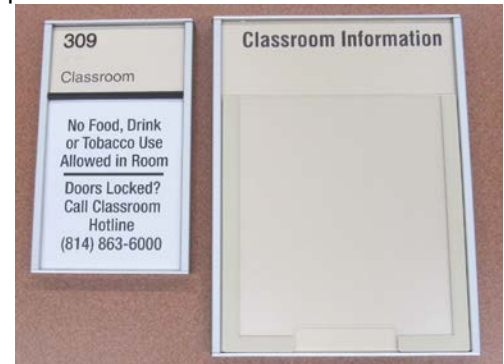 309
Classroom
No Food, Drink
or Tobacco Use
Allowed in Room
Doors Locked?
Call Classroom
Hotline
(814) 863-6000
Classroom Information